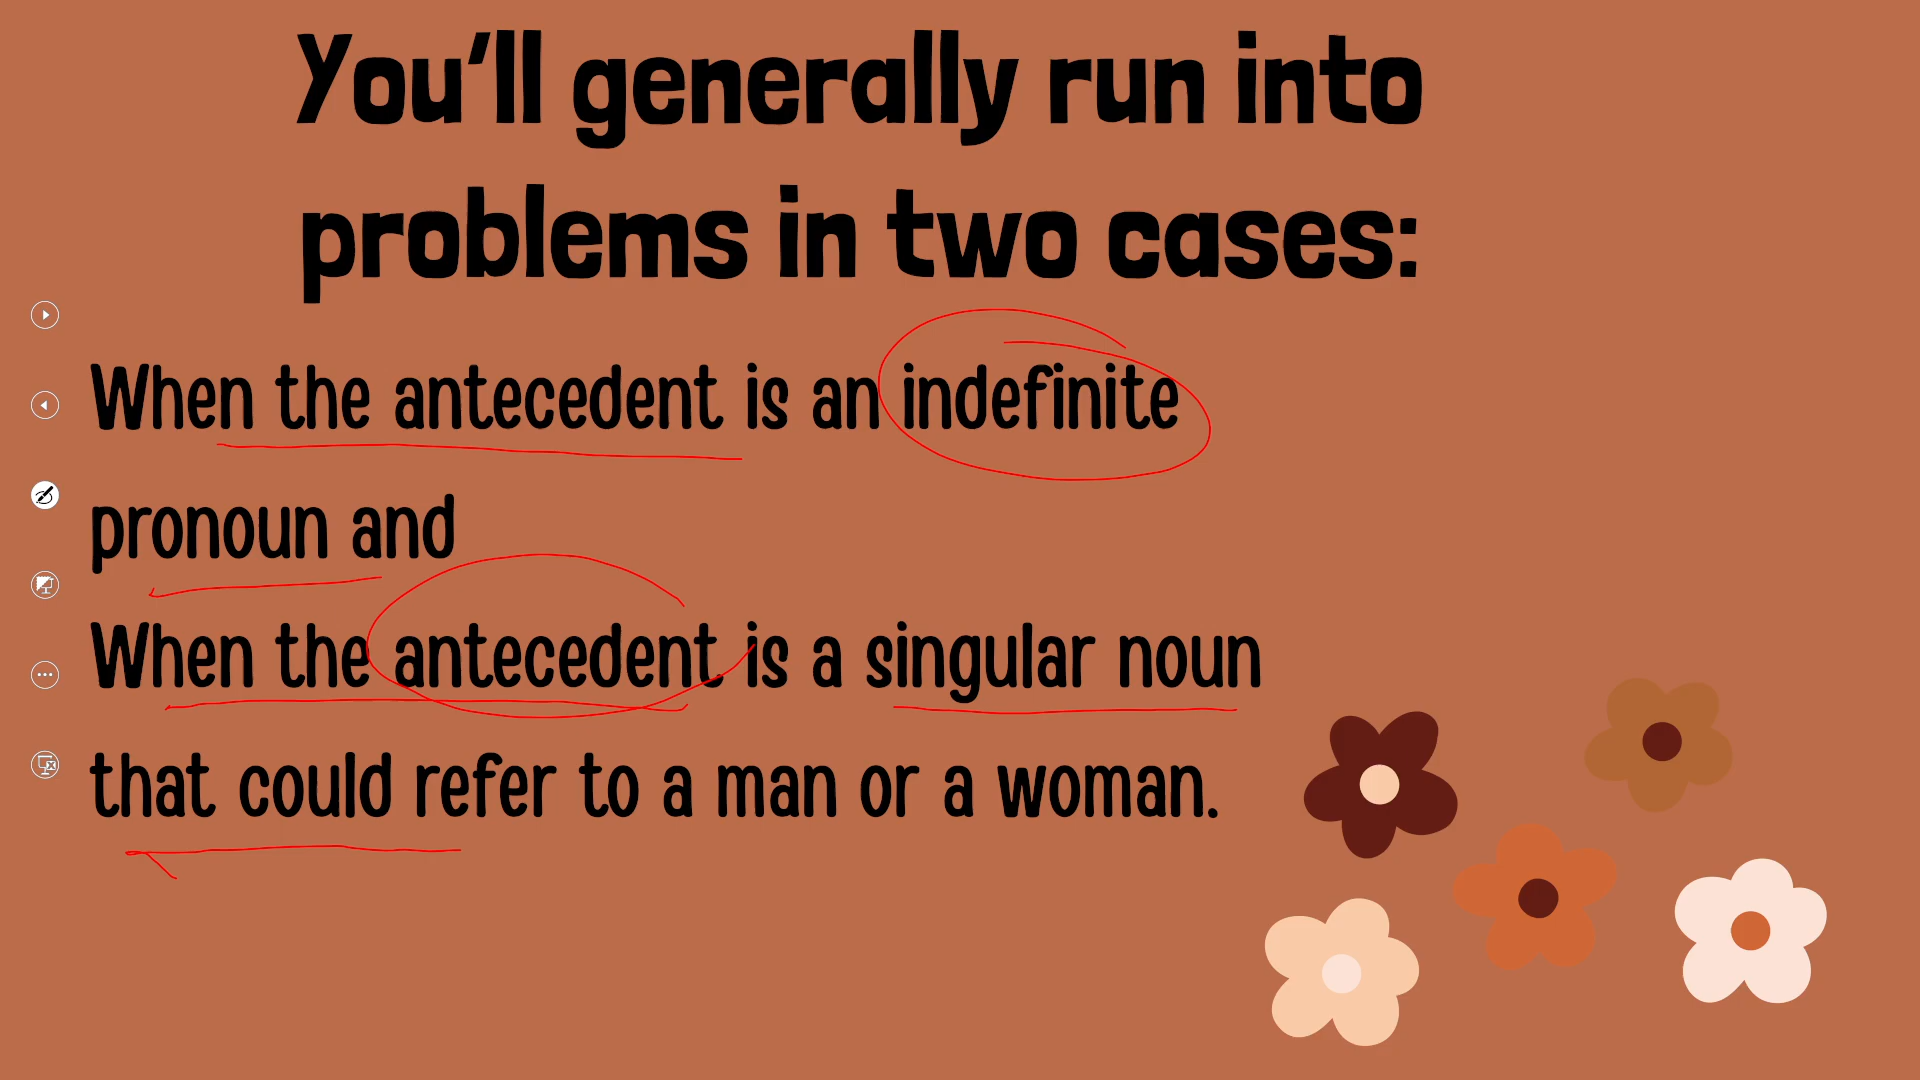 You'll generally run into
problems in two cases:
When the antecedent is an indefinite
pronoun and
When the antecedent is a singular noun
that could refer to a man or a woman.